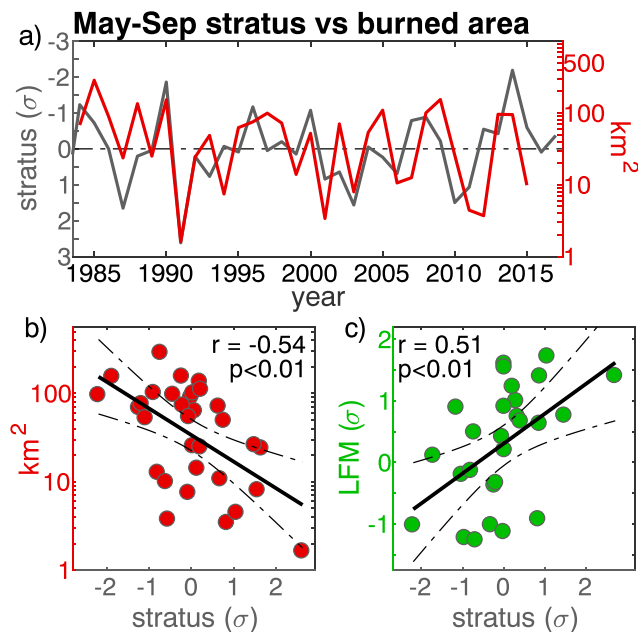 May-Sep stratus vs burned area
a)
-3
-2
-1
0
1
2
3
stratus (σ)
500
100
10
1
km²
1985 1990 1995 2000 2005 2010 2015
year
b)
r = -0.54
p<0.01
100
10
1
km²
-2 -1 0 1 2
stratus (σ)
c)
r = 0.51
p<0.01
2
1
0
-1
LFM (σ)
-2 -1 0 1 2
stratus (σ)